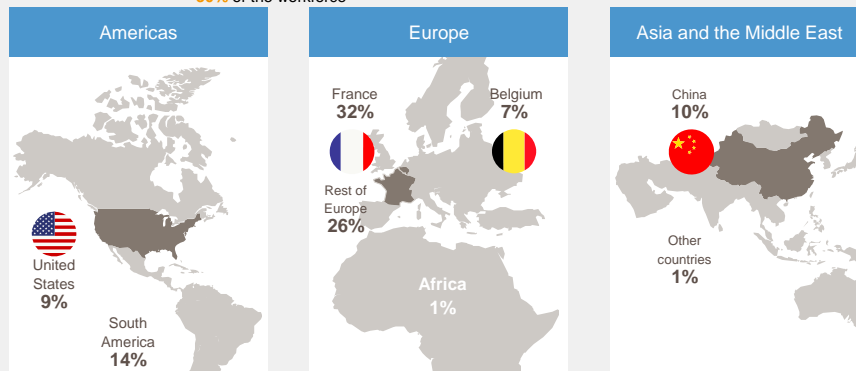 Americas
United
States
9%
South
America
14%
Europe
France
32%
Belgium
7%
Rest of
Europe
26%
Africa
1%
Asia and the Middle East
China
10%
Other
countries
1%